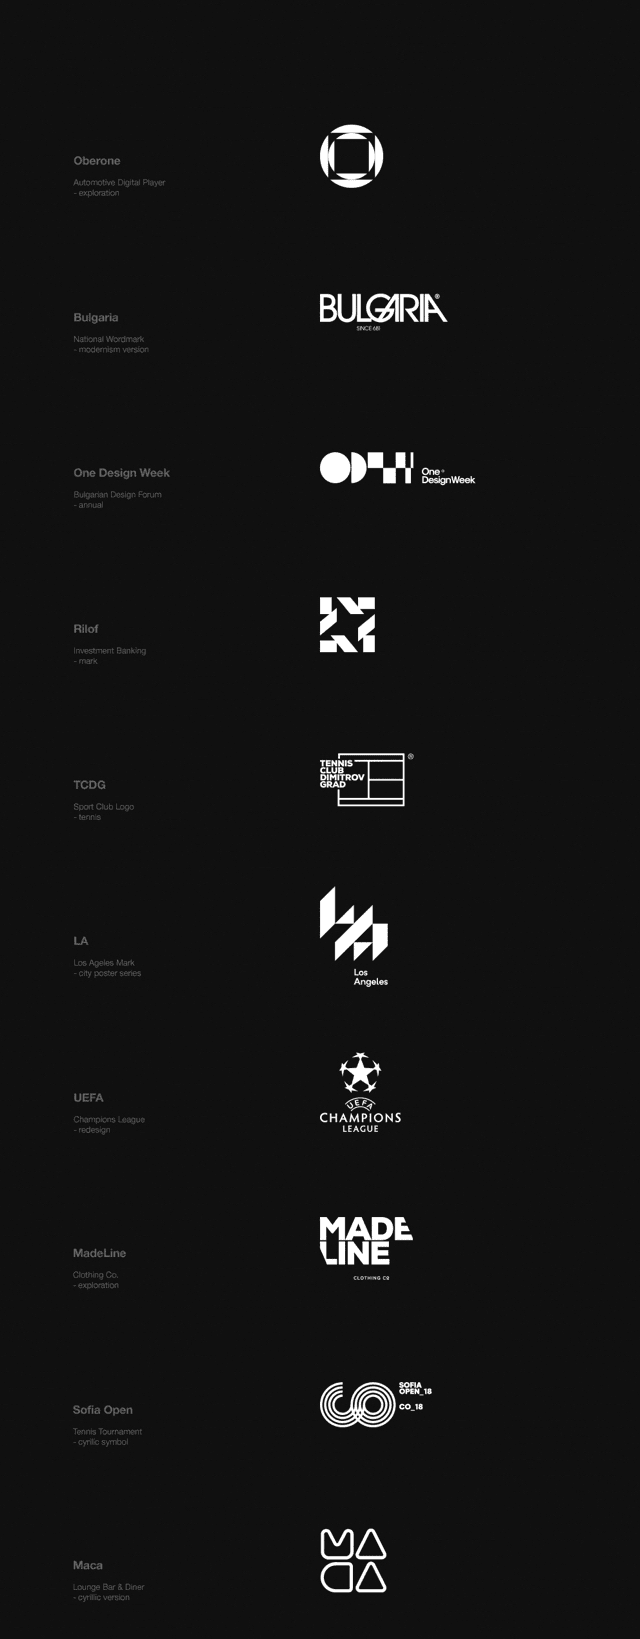 Oberone
Automotive Digital Player
- exploration
Bulgaria
National Wordmark
- modernism version
BULGARIA®
SINCE 681
One Design Week
Bulgarian Design Forum
- annual
One®
DesignWeek
Rilof
Investment Banking
- mark
TCDG
Sport Club Logo
- tennis
TENNIS
CLUB
DIMITROV
GRAD
®
LA
Los Ageles Mark
- city poster series
Los
Angeles
UEFA
Champions League
- redesign
UEFA
CHAMPIONS
LEAGUE
MadeLine
Clothing Co.
- exploration
MADE
LINE
CLOTHING CO
Sofia Open
Tennis Tournament
- cyrilic symbol
SOFIA
OPEN_18
CO_18
Maca
Lounge Bar & Diner
- cyrillic version